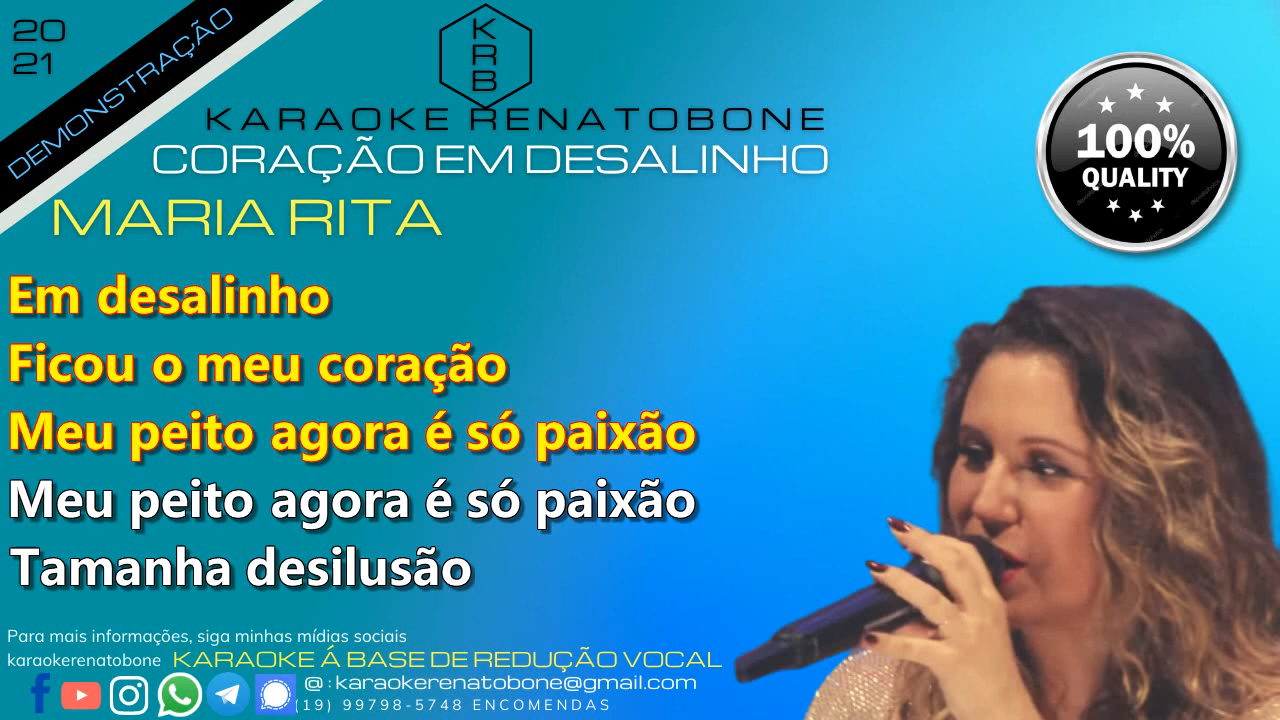 20
21
DEMONSTRAÇÃO
K
R
B
KARAOKE RENATOBONE
CORAÇÃO EM DESALINHO
MARIA RITA
100%
QUALITY
Em desalinho
Ficou o meu coração
Meu peito agora é só paixão
Meu peito agora é só paixão
Tamanha desilusão
Para mais informações, siga minhas mídias sociais
karaokerenatobone
KARAOKE Á BASE DE REDUÇÃO VOCAL
@ : karaokerenatobone@gmail.com
(19) 99798-5748 ENCOMENDAS